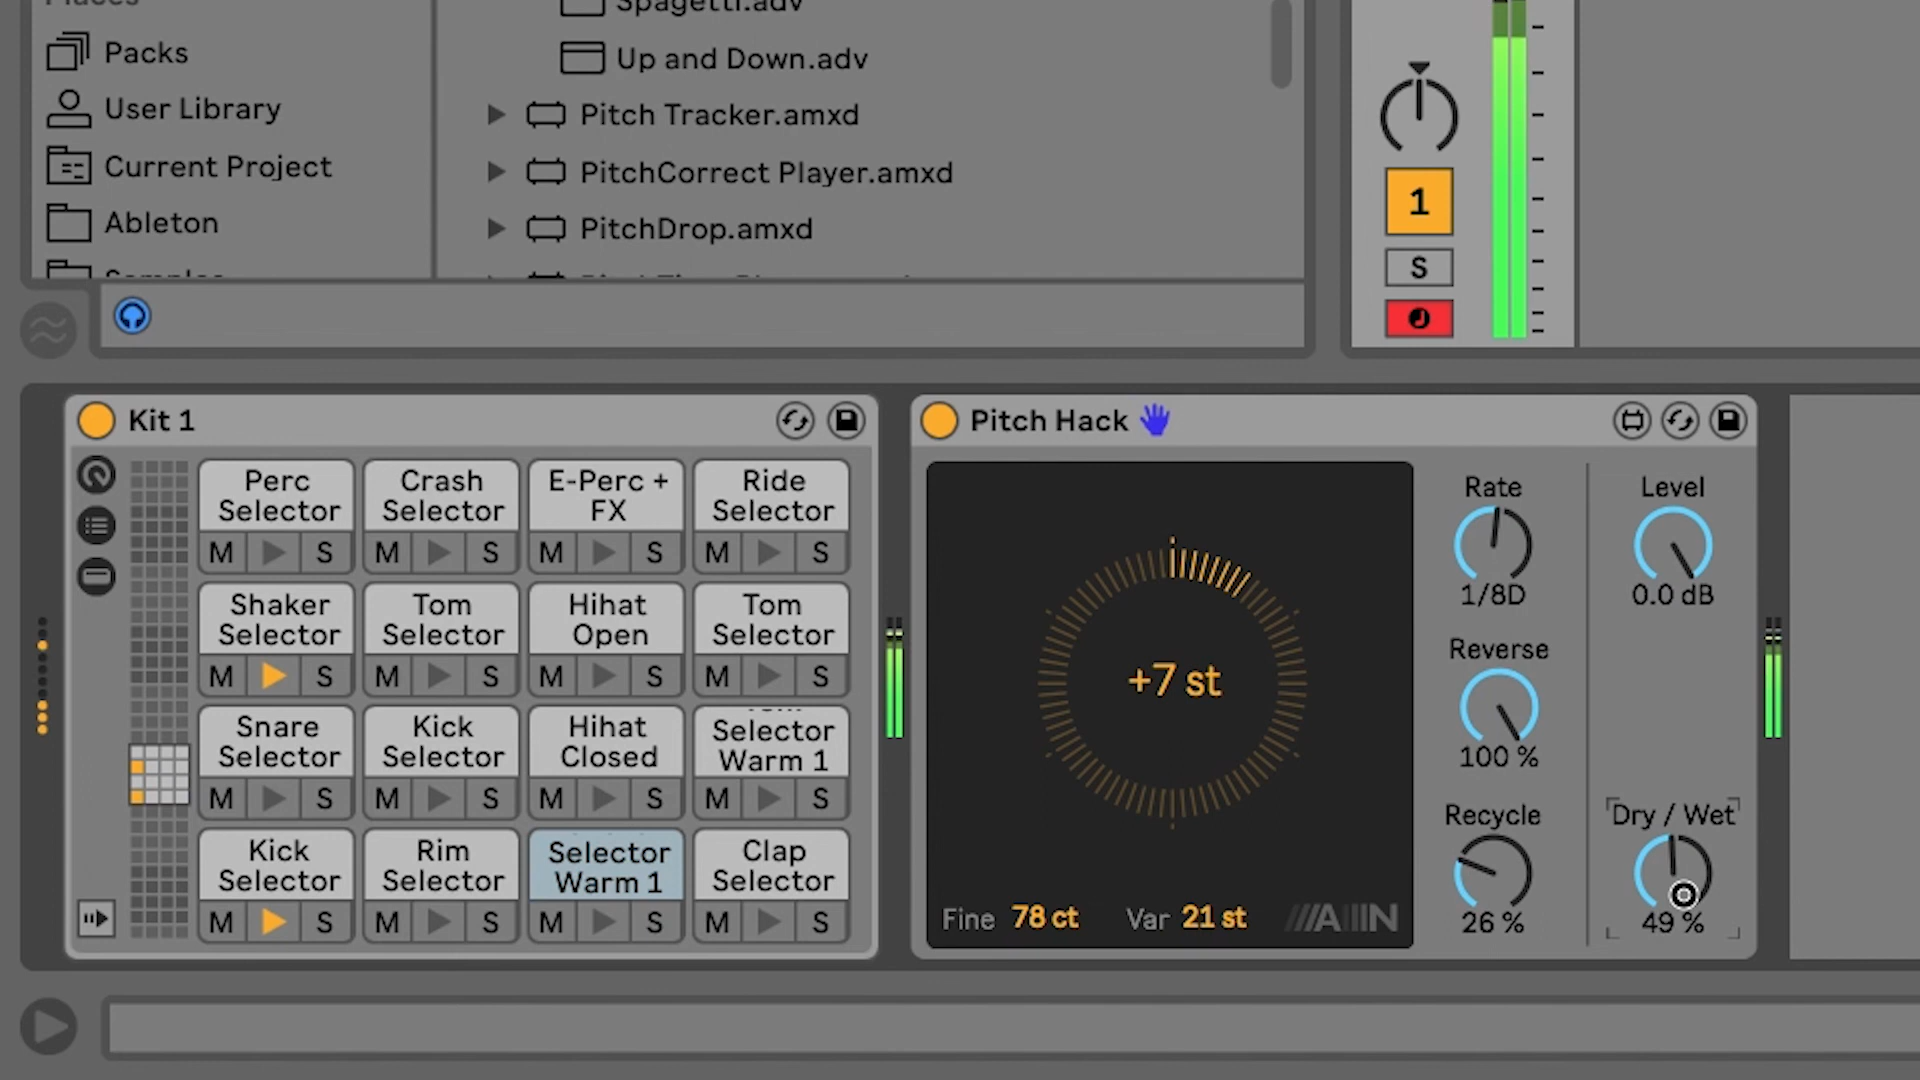 Places
Packs
User Library
Current Project
Ableton
Samples
Spagetti.adv
Up and Down.adv
Pitch Tracker.amxd
PitchCorrect Player.amxd
PitchDrop.amxd
1
S
Kit 1
Perc
Selector
M S
Crash
Selector
M S
E-Perc +
FX
M S
Ride
Selector
M S
Shaker
Selector
M S
Tom
Selector
M S
Hihat
Open
M S
Tom
Selector
M S
Snare
Selector
M S
Kick
Selector
M S
Hihat
Closed
M S
Selector
Warm 1
M S
Kick
Selector
M S
Rim
Selector
M S
Selector
Warm 1
M S
Clap
Selector
M S
Pitch Hack
+7 st
Fine 78 ct Var 21 st
Rate
1/8D
Reverse
100 %
Recycle
26 %
Level
0.0 dB
Dry / Wet
49 %